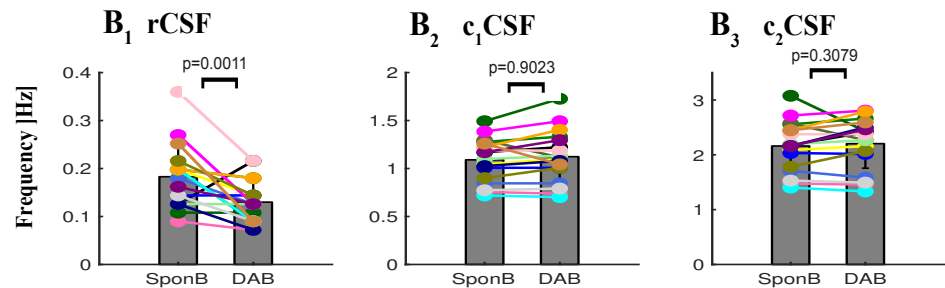 B1 rCSF
B2 c1CSF
B3 c2CSF
p=0.0011
p=0.9023
p=0.3079
Frequency ]Hz]
0.4
0.3
0.2
0.1
0
SponB DAB
2
1.5
1
0.5
0
SponB DAB
3
2
1
0
SponB DAB